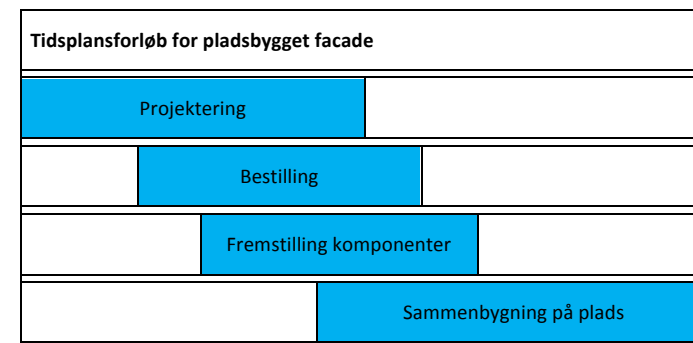 Tidsplansforløb for pladsbygget facade
Projektering
Bestilling
Fremstilling komponenter
Sammenbygning på plads